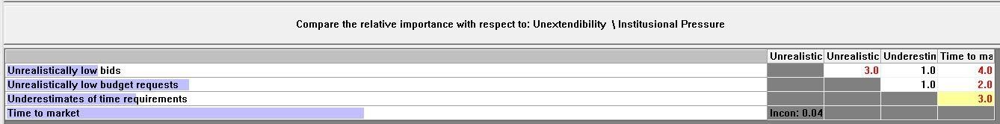 Compare the relative importance with respect to: Unextendibility \ Institusional Pressure
Unrealistic Unrealistic Underestin Time to ma
Unrealistically low bids 3.0 1.0 4.0
Unrealistically low budget requests 1.0 2.0
Underestimates of time requirements 3.0
Time to market Incon: 0.04